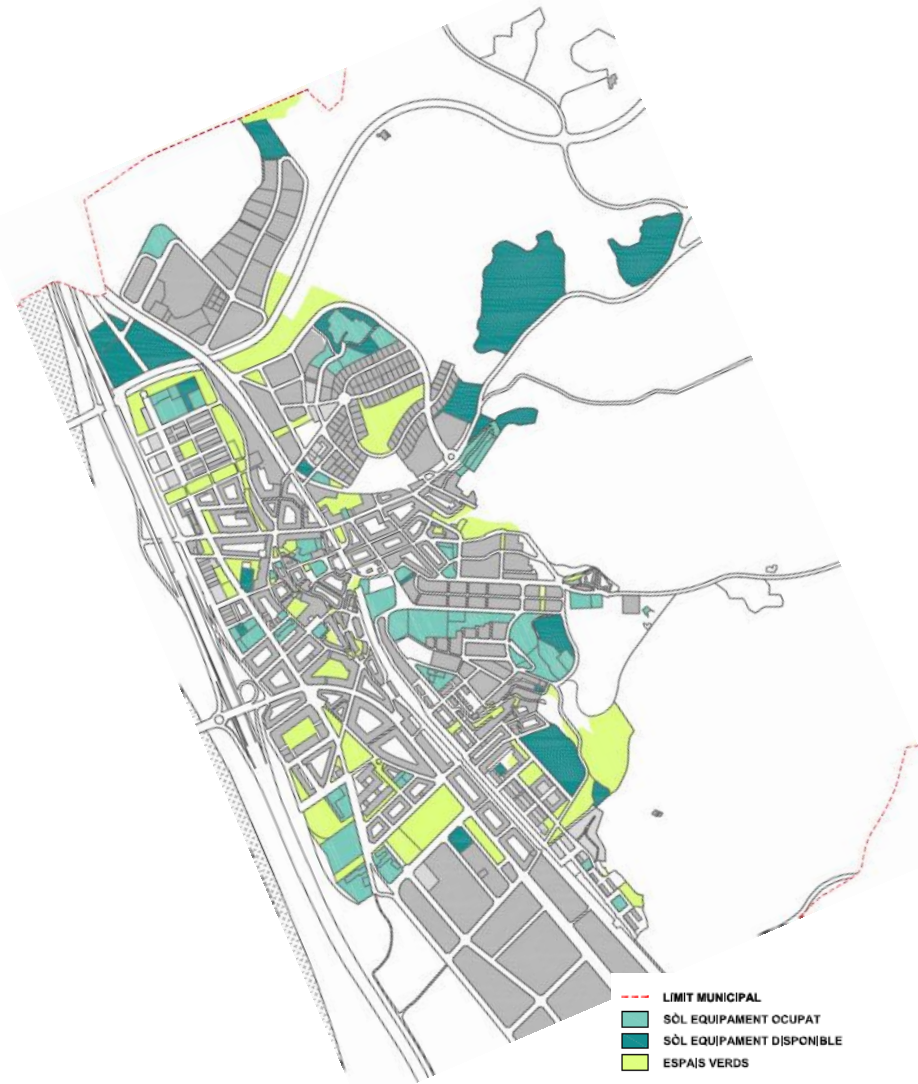 LÍMIT MUNICIPAL
SÒL EQUIPAMENT OCUPAT
SÒL EQUIPAMENT DISPONIBLE
ESPAIS VERDS